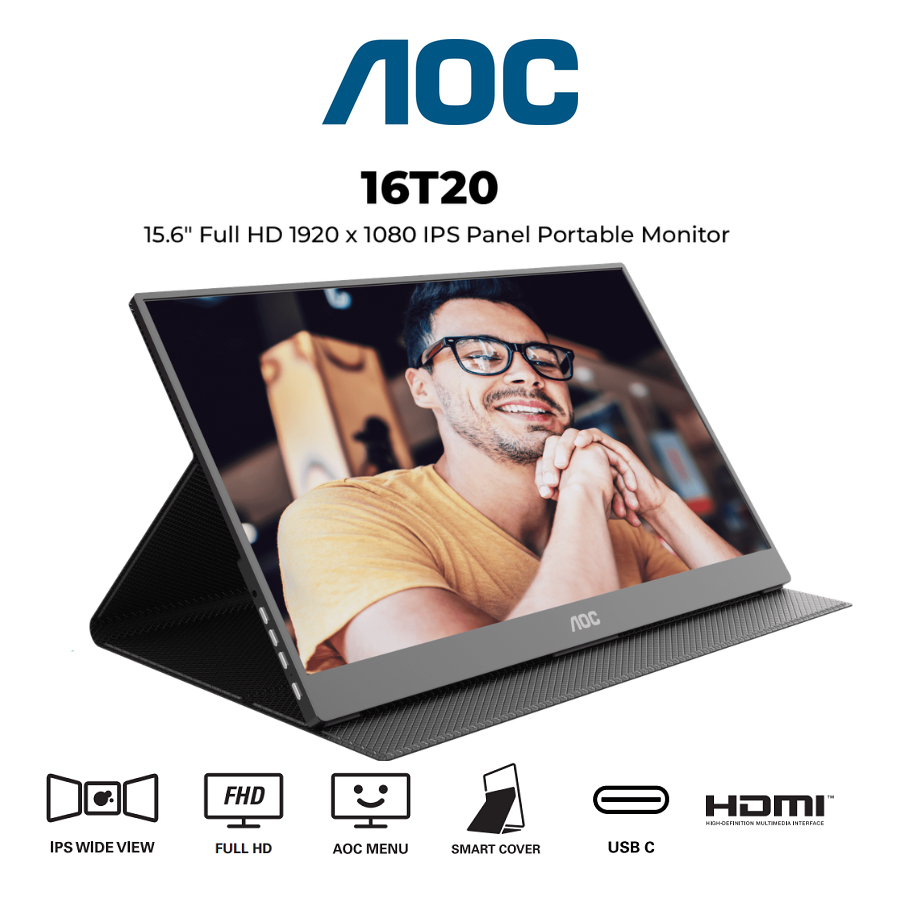 AOC
16T20
15.6" Full HD 1920 x 1080 IPS Panel Portable Monitor
AOC
IPS WIDE VIEW
FHD
FULL HD
AOC MENU
SMART COVER
USB C
HDMI™
HIGH-DEFINITION MULTIMEDIA INTERFACE